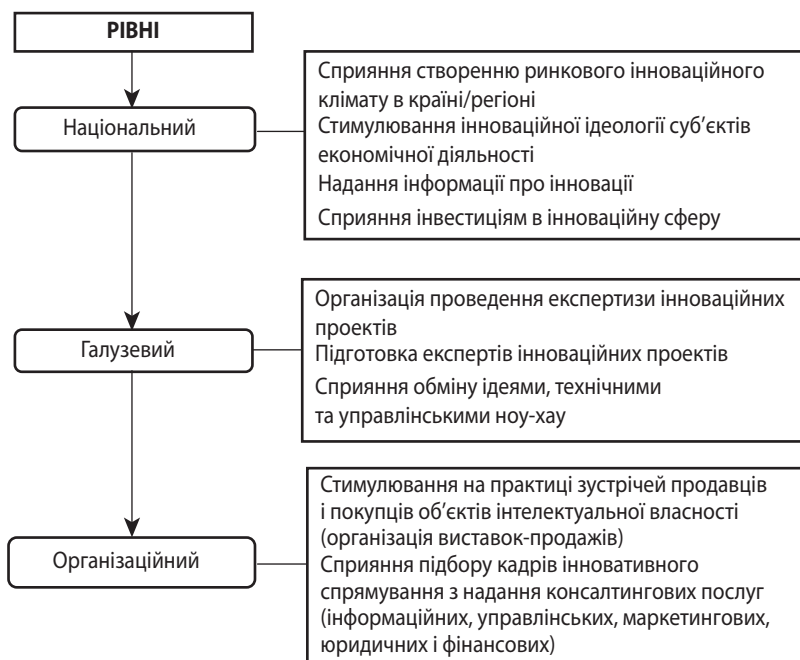 РІВНІ
Національний
Сприяння створенню ринкового інноваційного
клімату в країні/регіоні
Стимулювання інноваційної ідеології суб’єктів
економічної діяльності
Надання інформації про інновації
Сприяння інвестиціям в інноваційну сферу
Галузевий
Організація проведення експертизи інноваційних
проектів
Підготовка експертів інноваційних проектів
Сприяння обміну ідеями, технічними
та управлінськими ноу-хау
Організаційний
Стимулювання на практиці зустрічей продавців
і покупців об’єктів інтелектуальної власності
(організація виставок-продажів)
Сприяння підбору кадрів інновативного
спрямування з надання консалтингових послуг
(інформаційних, управлінських, маркетингових,
юридичних і фінансових)